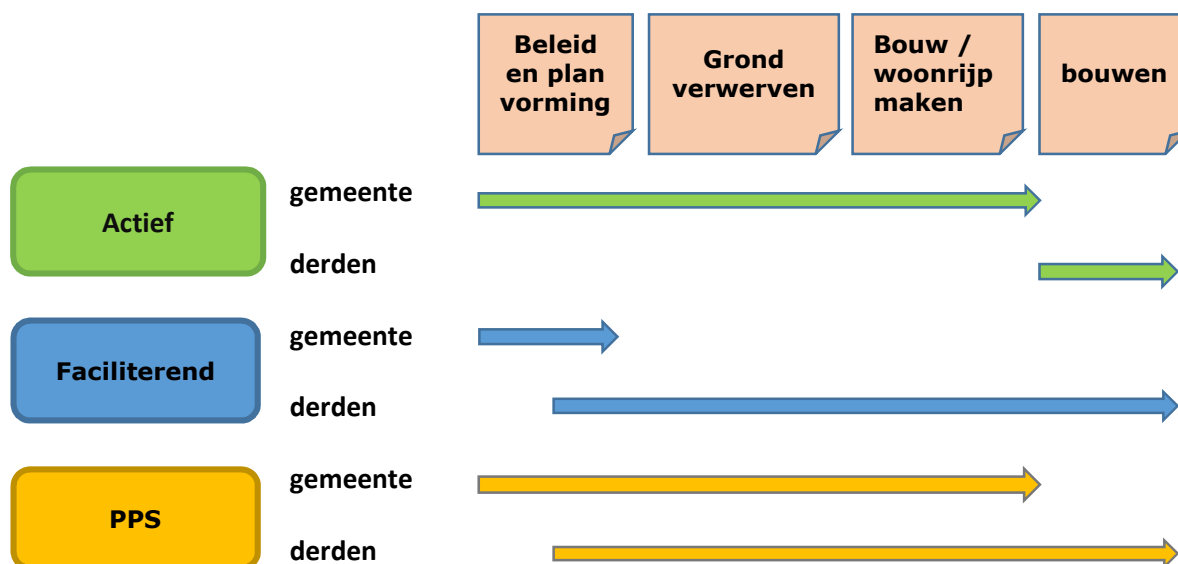 Beleid
en plan
vorming
Grond
verwerven
Bouw /
woonrijp
maken
bouwen
Actief
gemeente
derden
Faciliterend
gemeente
derden
PPS
gemeente
derden